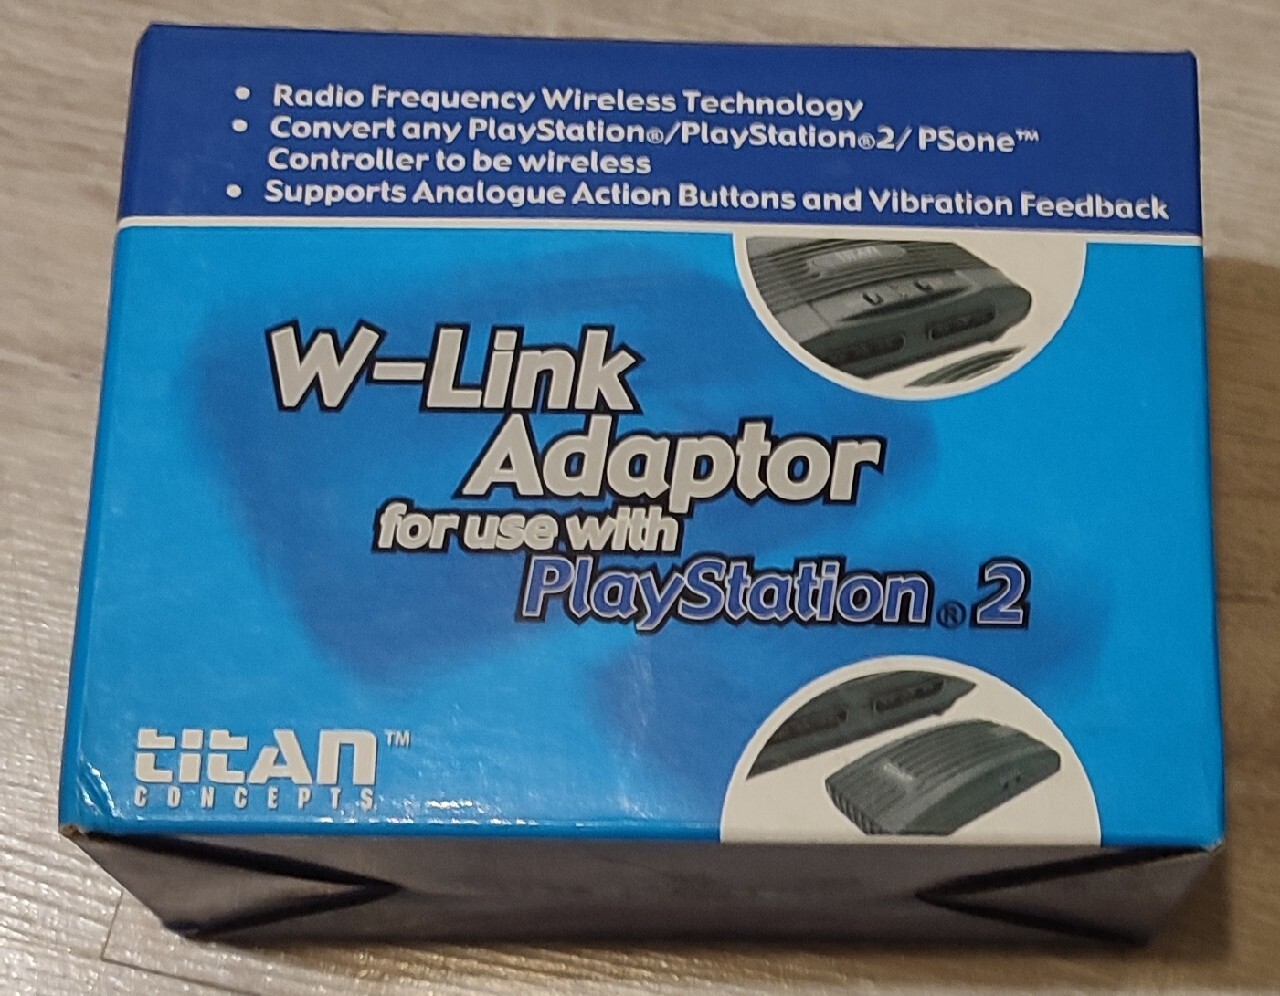 • Radio Frequency Wireless Technology
• Convert any PlayStation®/PlayStation®2/ PSone™
Controller to be wireless
• Supports Analogue Action Buttons and Vibration Feedback
TITAN
W-Link
Adaptor
for use with
PlayStation®2
titan™
CONCEPTS